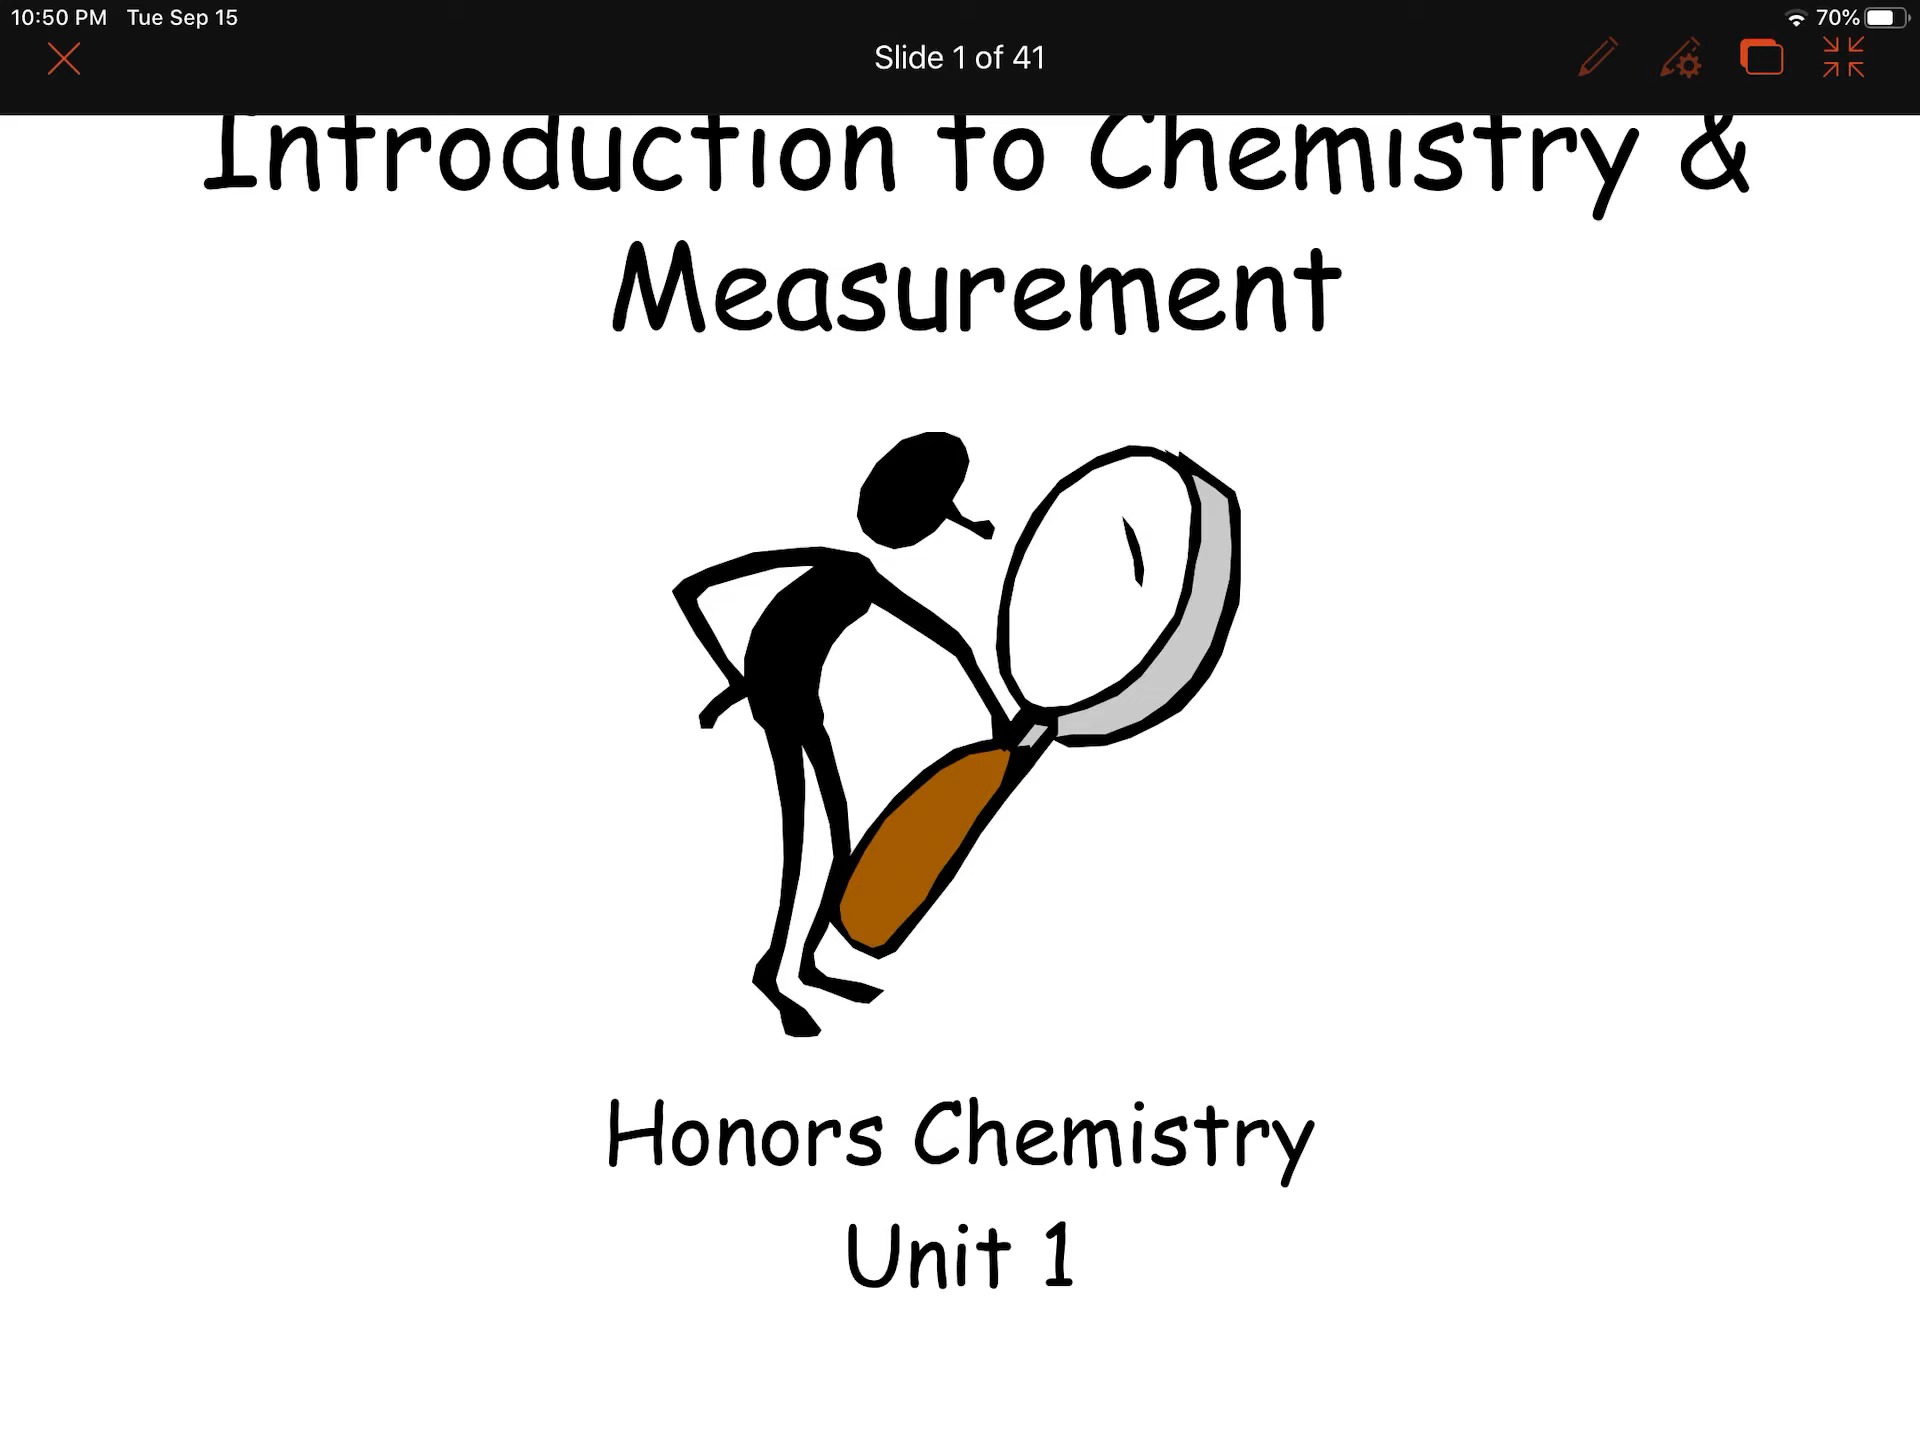 10:50 PM Tue Sep 15
70%
Slide 1 of 41
Introduction to Chemistry &
Measurement
Honors Chemistry
Unit 1